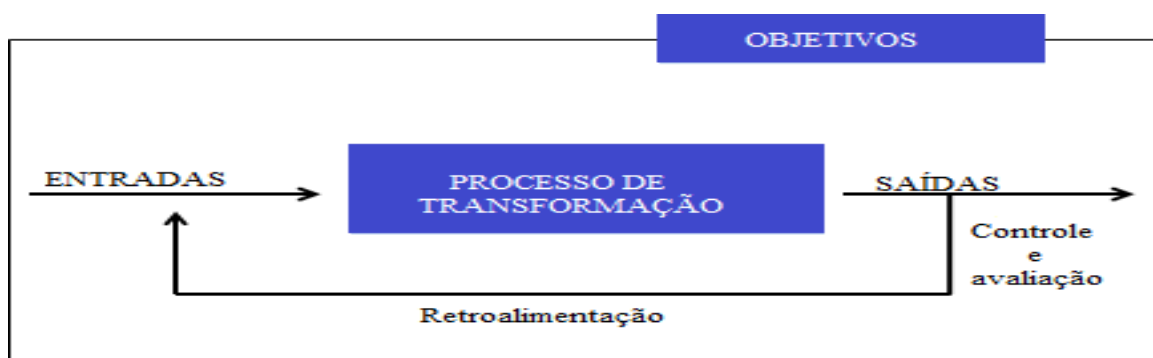 OBJETIVOS
ENTRADAS
PROCESSO DE
TRANSFORMAÇÃO
SAÍDAS
Controle
e
avaliação
Retroalimentação